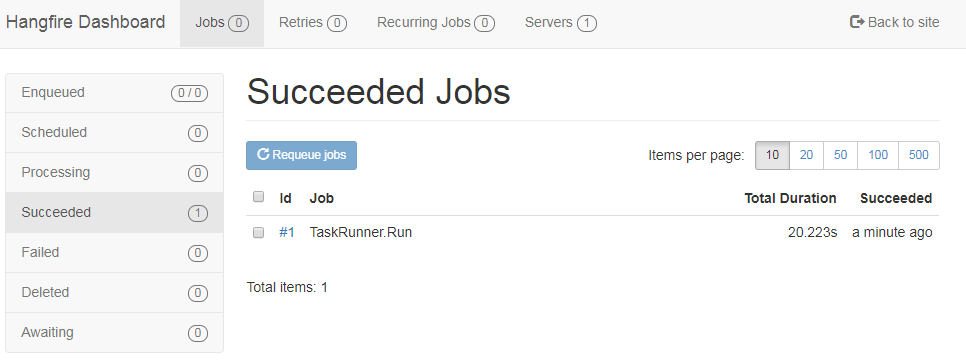 Hangfire Dashboard Jobs 0 Retries 0 Recurring Jobs 0 Servers 1 Back to site
Enqueued 0 / 0
Scheduled 0
Processing 0
Succeeded 1
Failed 0
Deleted 0
Awaiting 0
Succeeded Jobs
Requeue jobs Items per page: 10 20 50 100 500
Id Job Total Duration Succeeded
#1 TaskRunner.Run 20.223s a minute ago
Total items: 1